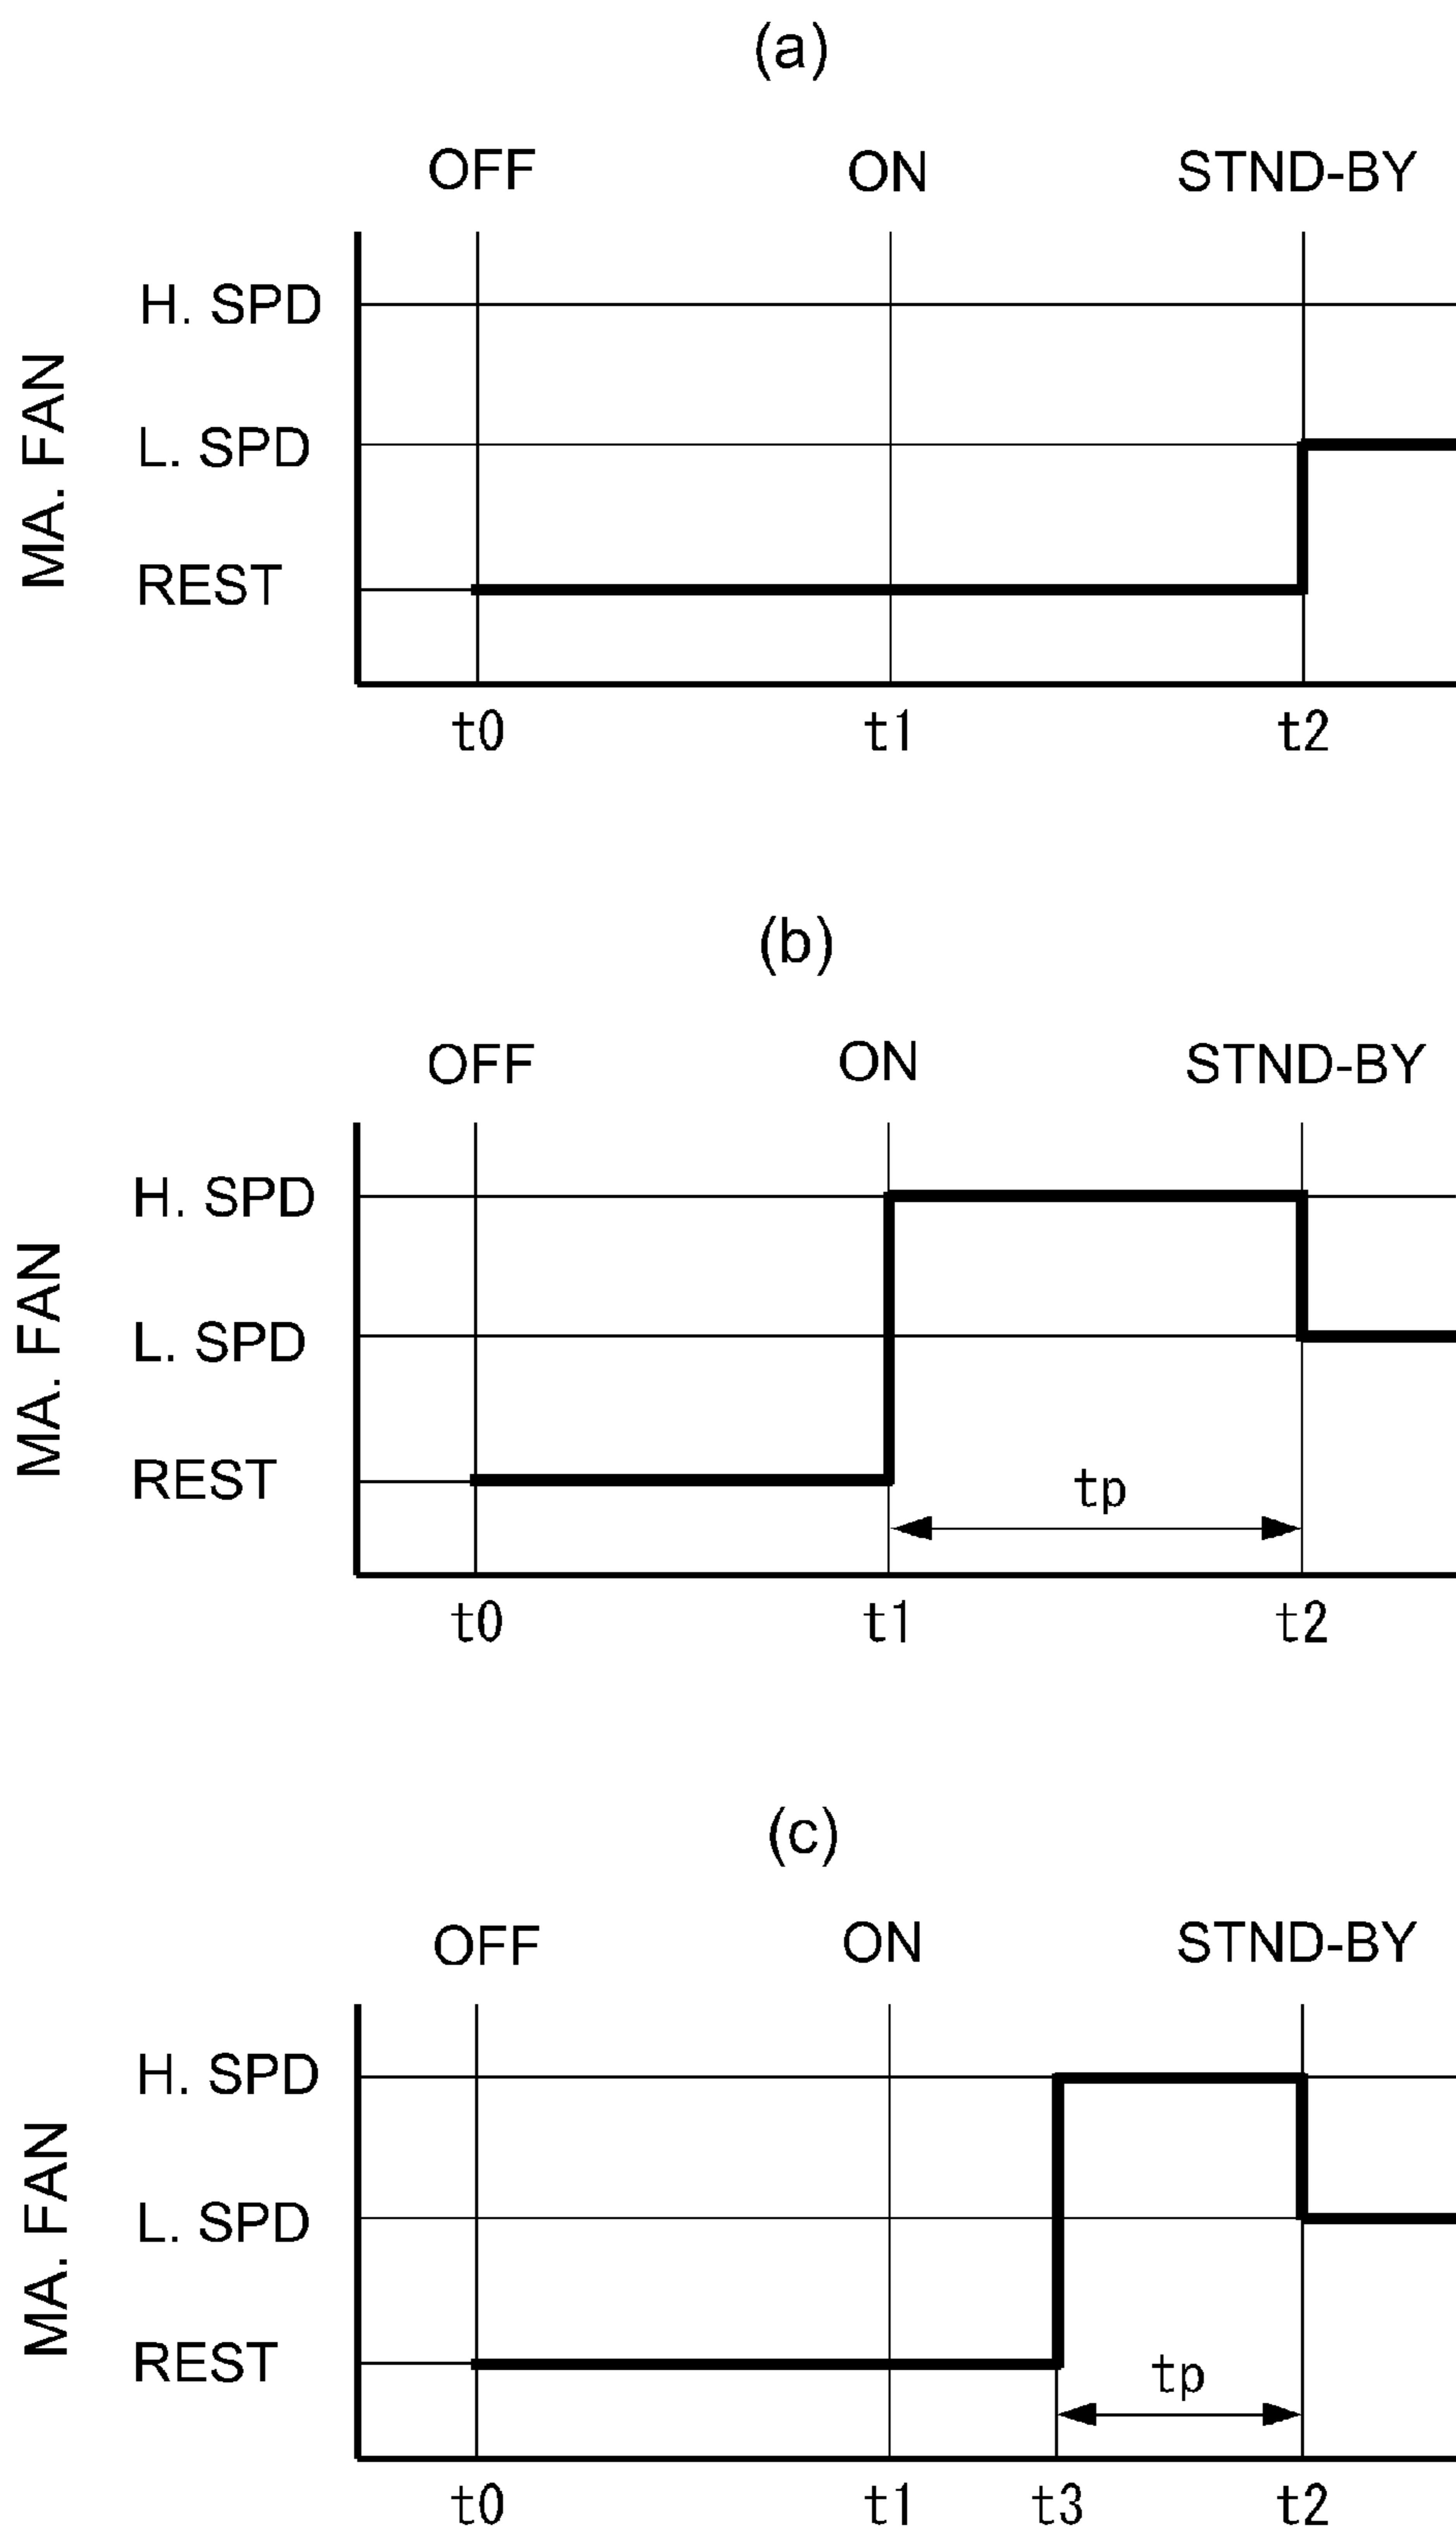 (a)
OFF ON STND-BY
H. SPD
L. SPD
REST
MA. FAN
t0 t1 t2
(b)
OFF ON STND-BY
H. SPD
L. SPD
REST
MA. FAN
tp
t0 t1 t2
(c)
OFF ON STND-BY
H. SPD
L. SPD
REST
MA. FAN
tp
t0 t1 t3 t2